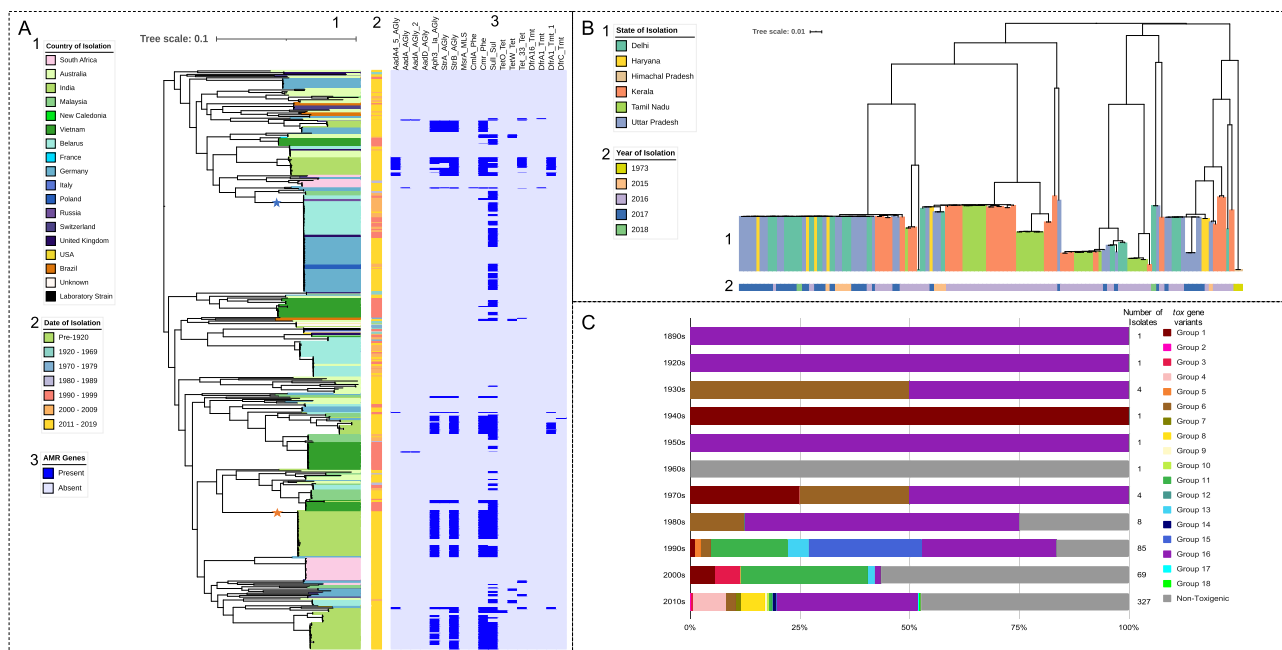 A
1
Country of Isolation
South Africa
Australia
India
Malaysia
New Caledonia
Vietnam
Belarus
France
Germany
Italy
Poland
Russia
Switzerland
United Kingdom
USA
Brazil
Unknown
Laboratory Strain
2
Date of Isolation
Pre-1920
1920 - 1969
1970 - 1979
1980 - 1989
1990 - 1999
2000 - 2009
2011 - 2019
3
AMR Genes
Present
Absent
Tree scale: 0.1
1
2
3
AadA4_5_AGly
AadA_AGly
AadA_AGly_2
AadD_AGly
Aph3__Ia_AGly
StrA_AGly
StrB_AGly
MsrA_MLS
CmlA_Phe
Cmr_Phe
SulI_Sul
TetO_Tet
TetW_Tet
Tet_33_Tet
DfrA16_Tmt
DfrA1_Tmt
DfrA1_Tmt_1
DfrC_Tmt
B
1
State of Isolation
Delhi
Haryana
Himachal Pradesh
Kerala
Tamil Nadu
Uttar Pradesh
2
Year of Isolation
1973
2015
2016
2017
2018
Tree scale: 0.01
1
2
C
Number of Isolates
tox gene variants
1890s 1
1920s 1
1930s 4
1940s 1
1950s 1
1960s 1
1970s 4
1980s 8
1990s 85
2000s 69
2010s 327
0% 25% 50% 75% 100%
Group 1
Group 2
Group 3
Group 4
Group 5
Group 6
Group 7
Group 8
Group 9
Group 10
Group 11
Group 12
Group 13
Group 14
Group 15
Group 16
Group 17
Group 18
Non-Toxigenic